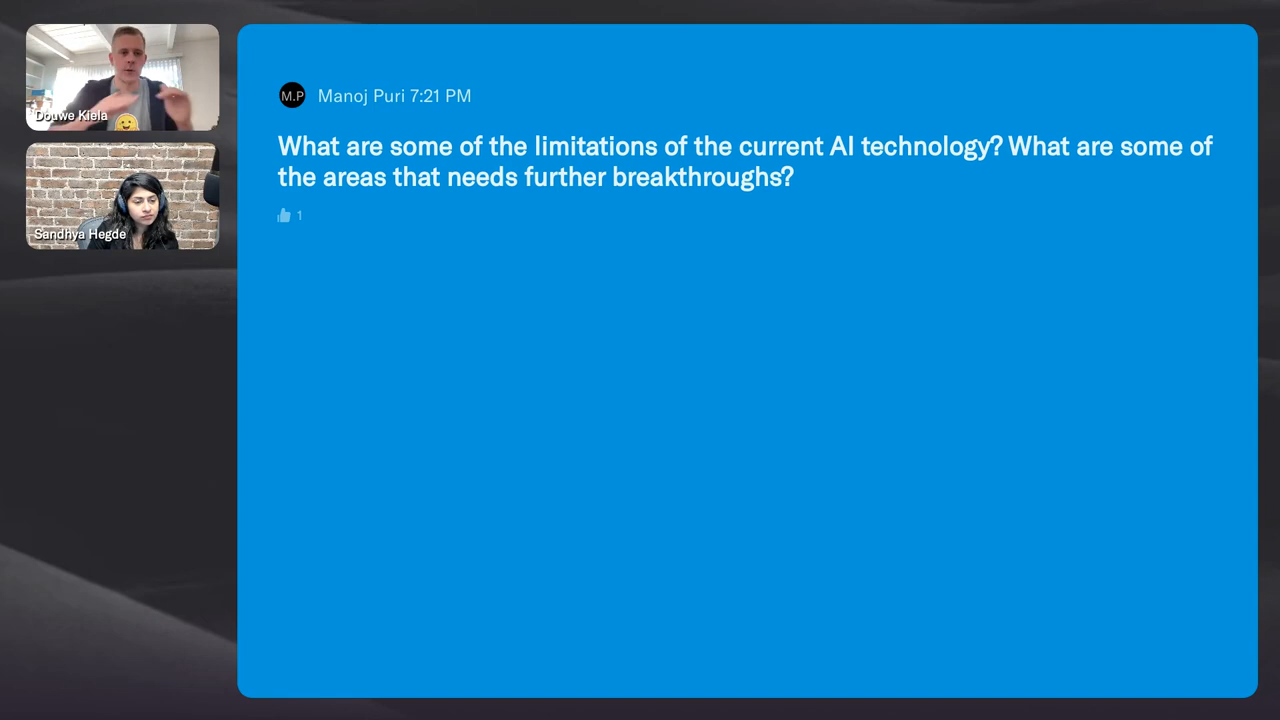 Douwe Kiela
Sandhya Hegde
M.P
Manoj Puri 7:21 PM
What are some of the limitations of the current AI technology? What are some of
the areas that needs further breakthroughs?
1